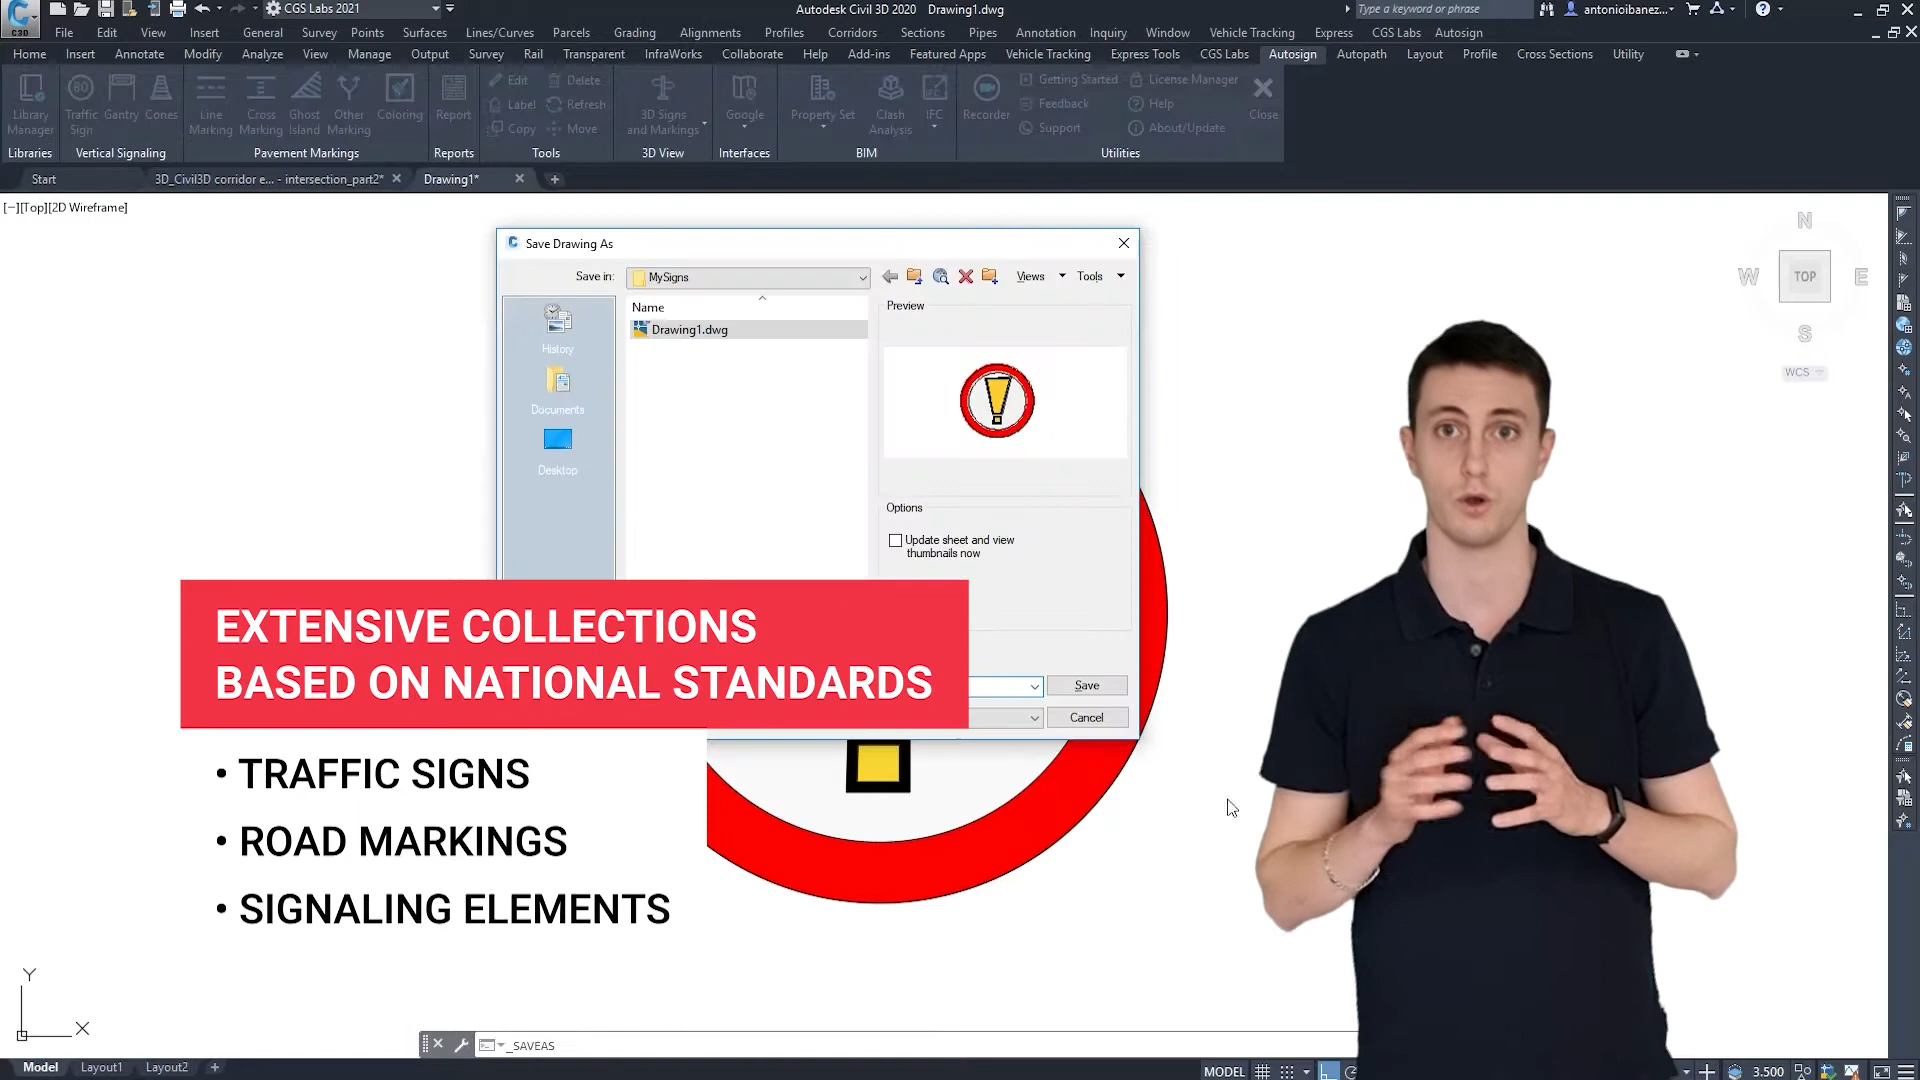 CGS Labs 2021
Autodesk Civil 3D 2020 Drawing1.dwg
Type a keyword or phrase
antonioibanez...
C3D
File Edit View Insert General Survey Points Surfaces Lines/Curves Parcels Grading Alignments Profiles Corridors Sections Pipes Annotation Inquiry Window Vehicle Tracking Express CGS Labs Autosign
Home Insert Annotate Modify Analyze View Manage Output Survey Rail Transparent InfraWorks Collaborate Help Add-ins Featured Apps Vehicle Tracking Express Tools CGS Labs Autosign Autopath Layout Profile Cross Sections Utility
Library Manager
Traffic Sign
Gantry
Cones
Line Marking
Cross Marking
Ghost Island
Other Marking
Coloring
Report
Edit
Label
Copy
Delete
Refresh
Move
3D Signs and Markings
Google
Property Set
Clash Analysis
IFC
Recorder
Getting Started
Feedback
Support
License Manager
Help
About/Update
Close
Libraries
Vertical Signaling
Pavement Markings
Reports
Tools
3D View
Interfaces
BIM
Utilities
Start
3D_Civil3D corridor e... - intersection_part2*
Drawing1*
[−][Top][2D Wireframe]
N
W
TOP
E
S
WCS
Save Drawing As
Save in:
MySigns
Views
Tools
Name
Drawing1.dwg
History
Documents
Desktop
Preview
Options
Update sheet and view
thumbnails now
Save
Cancel
EXTENSIVE COLLECTIONS
BASED ON NATIONAL STANDARDS
• TRAFFIC SIGNS
• ROAD MARKINGS
• SIGNALING ELEMENTS
Y
X
_SAVEAS
Model Layout1 Layout2
MODEL
3.500